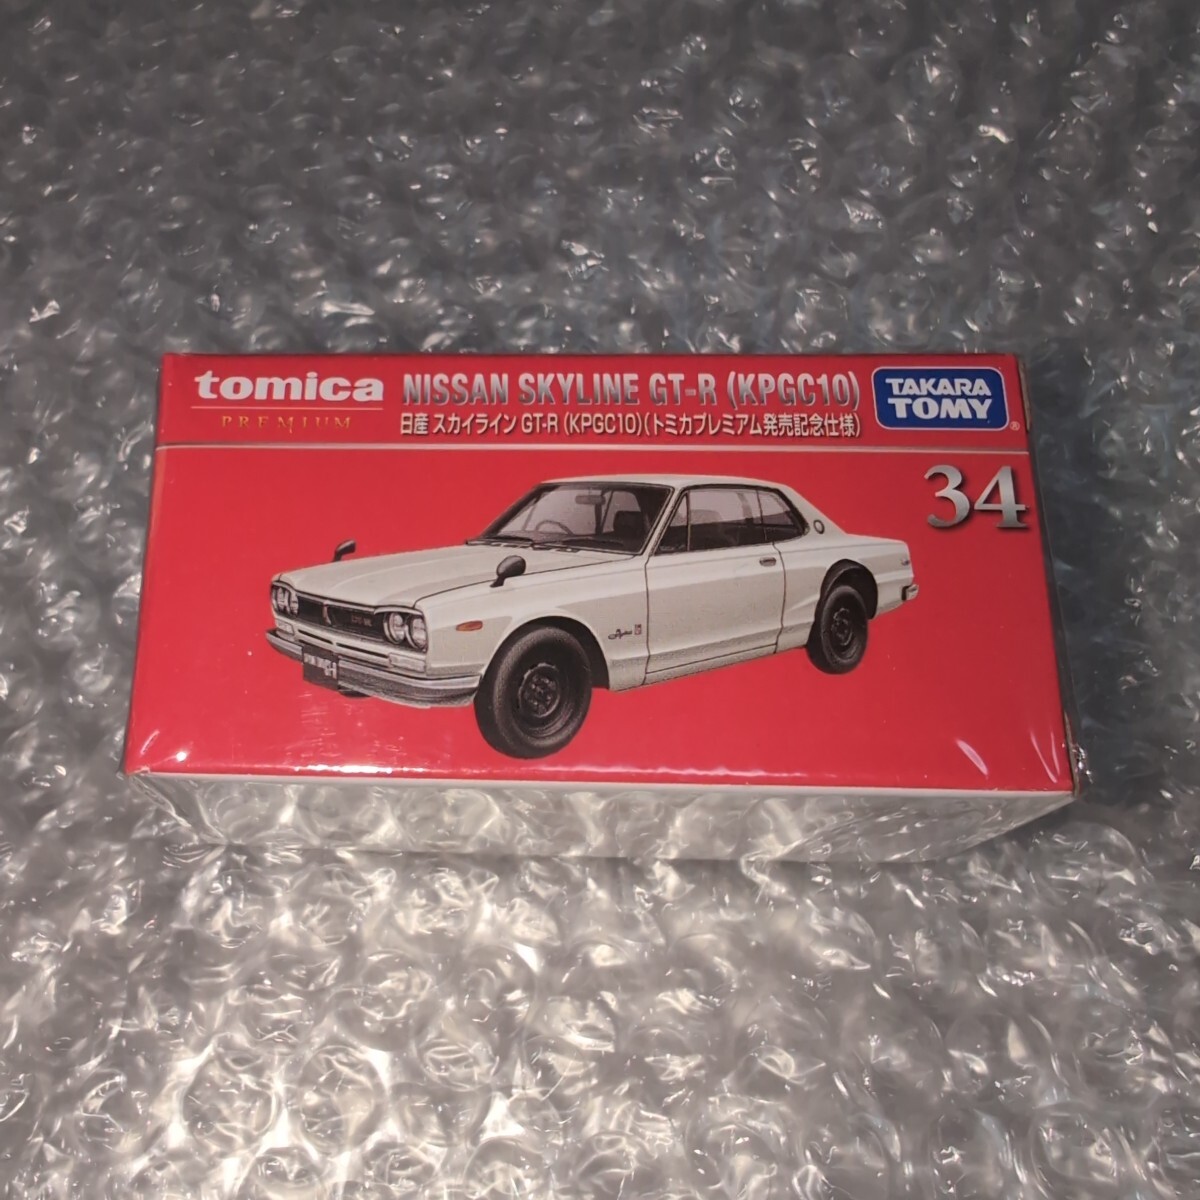 tomica
PREMIUM
NISSAN SKYLINE GT-R (KPGC10)
日産 スカイライン GT-R (KPGC10)(トミカプレミアム発売記念仕様)
TAKARA
TOMY
®
34